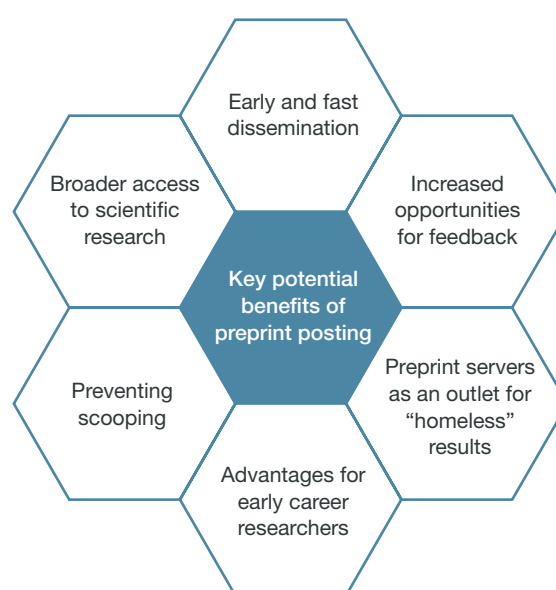 Early and fast
dissemination
Broader access
to scientific
research
Increased
opportunities
for feedback
Key potential
benefits of
preprint posting
Preventing
scooping
Preprint servers
as an outlet for
“homeless”
results
Advantages for
early career
researchers